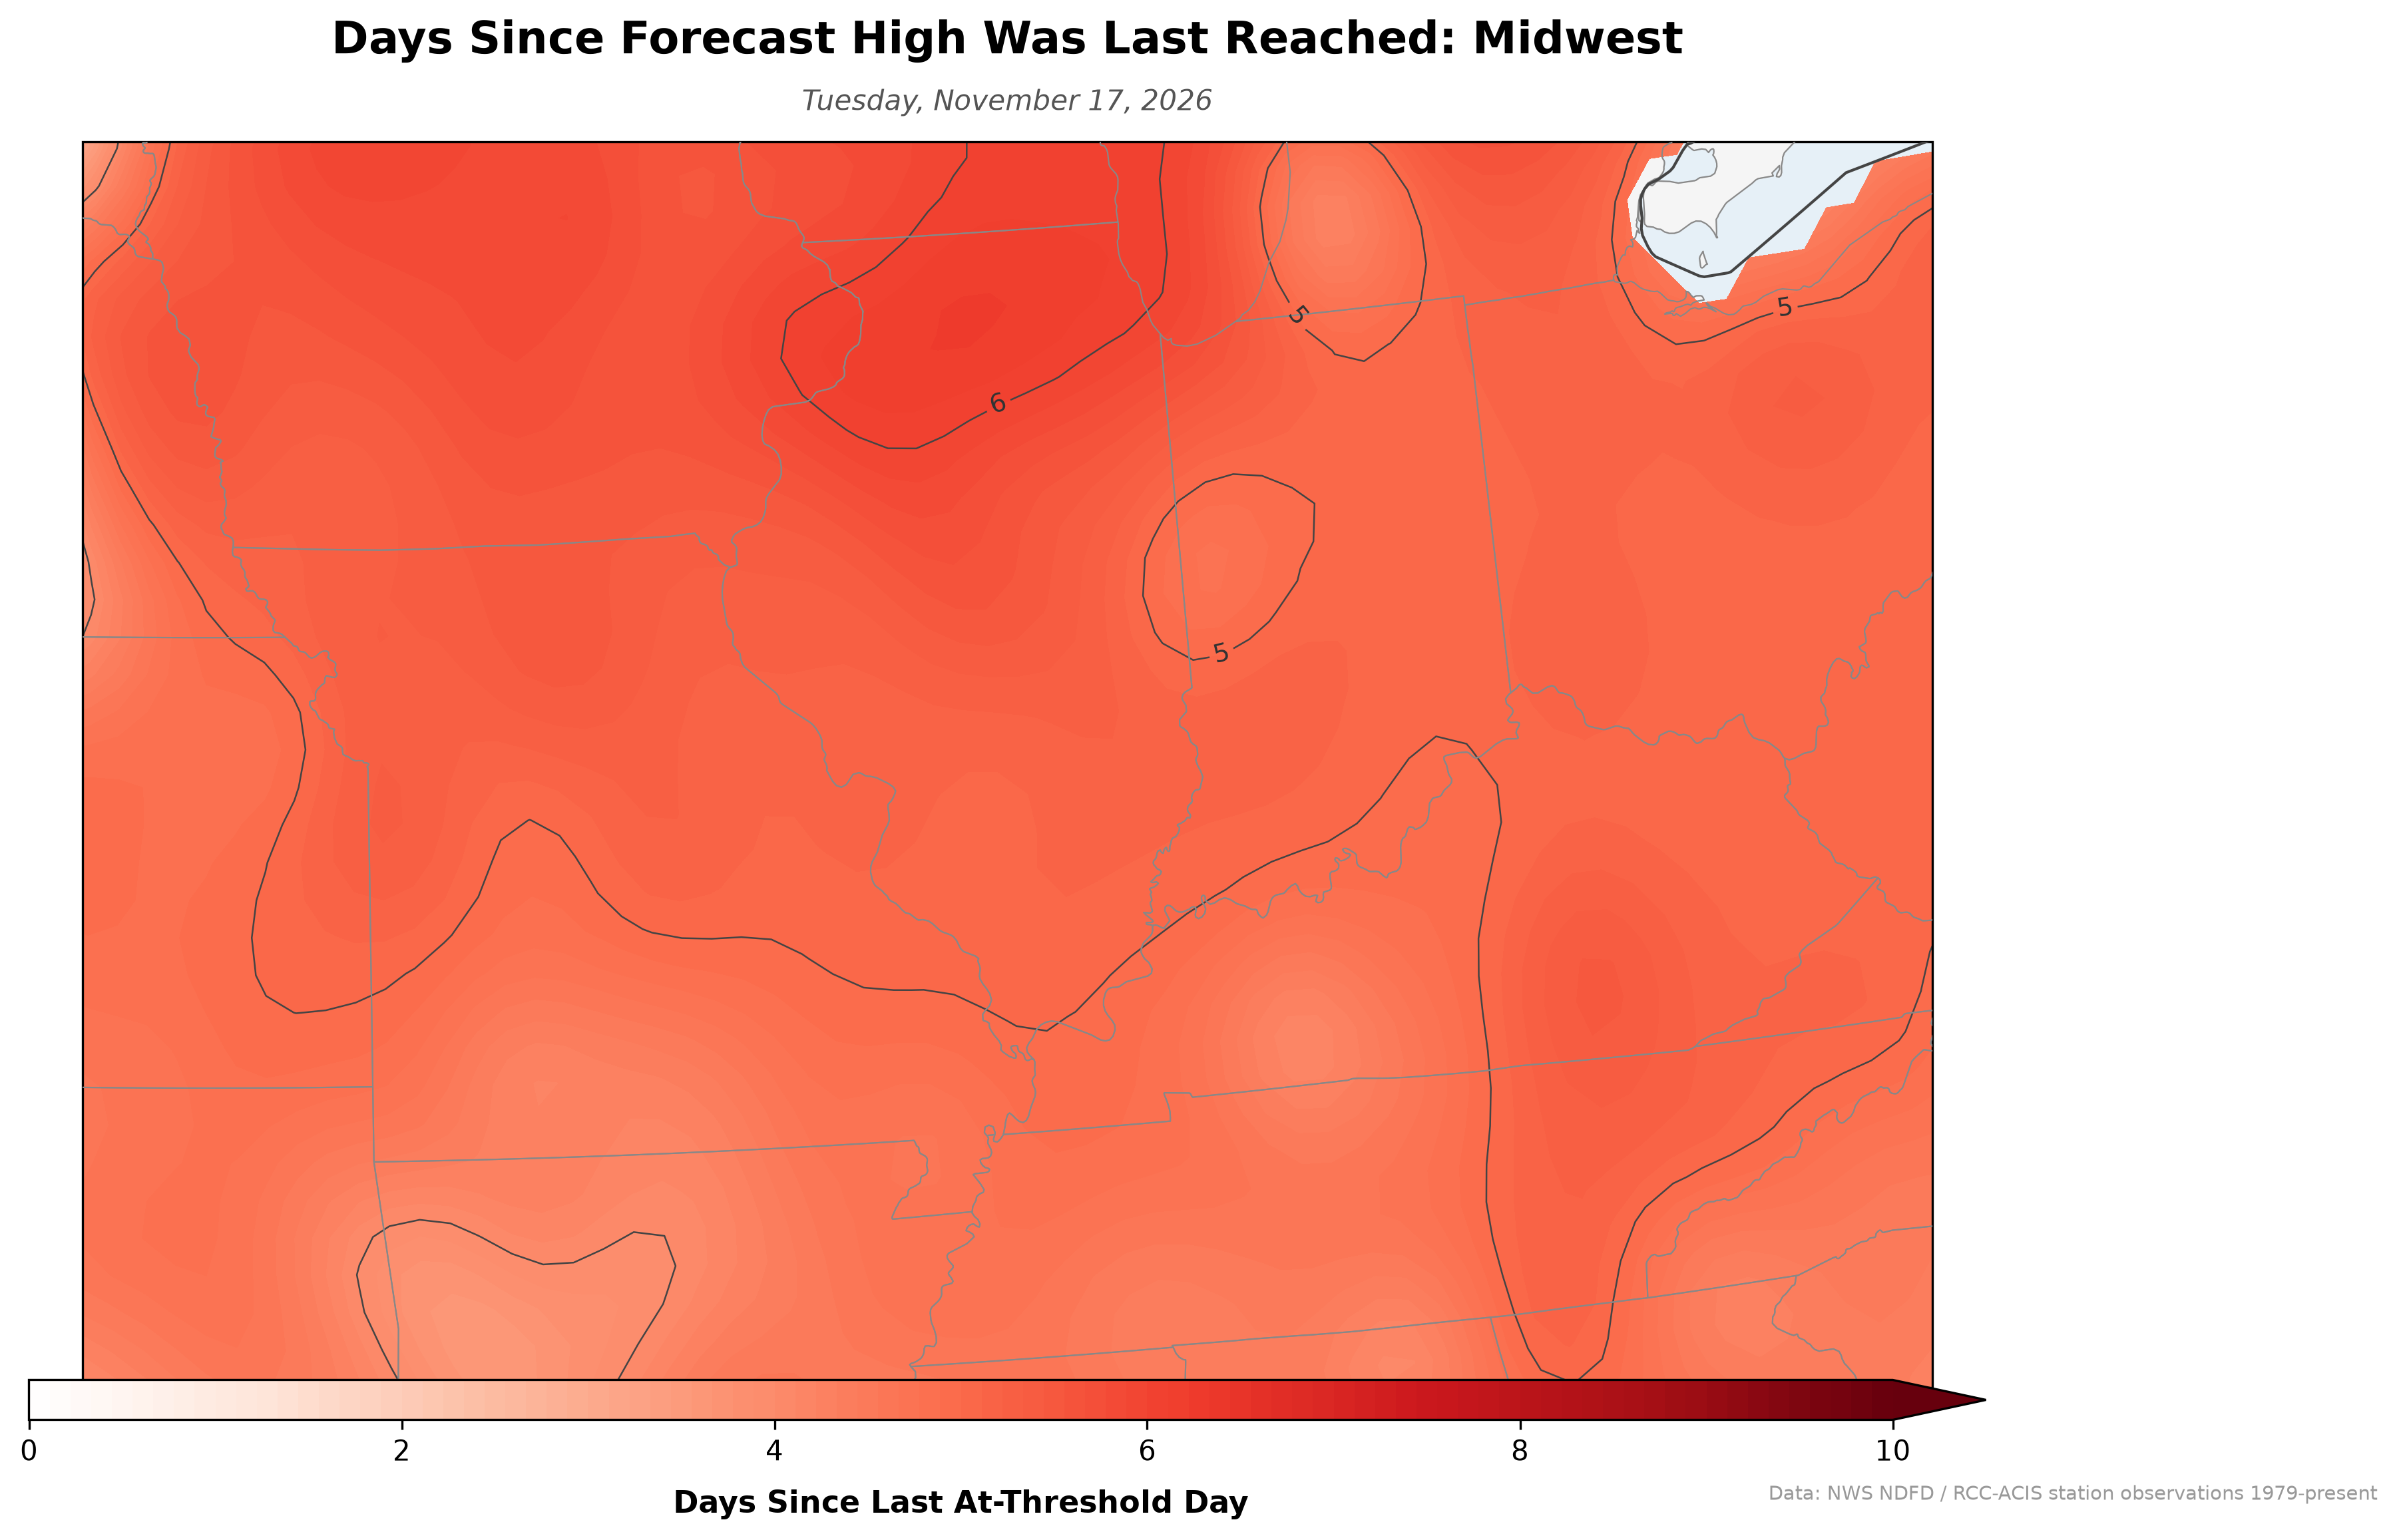 Days Since Forecast High Was Last Reached: Midwest
Tuesday, November 17, 2026
5
5
6
5
0 2 4 6 8 10
Days Since Last At-Threshold Day
Data: NWS NDFD / RCC-ACIS station observations 1979-present